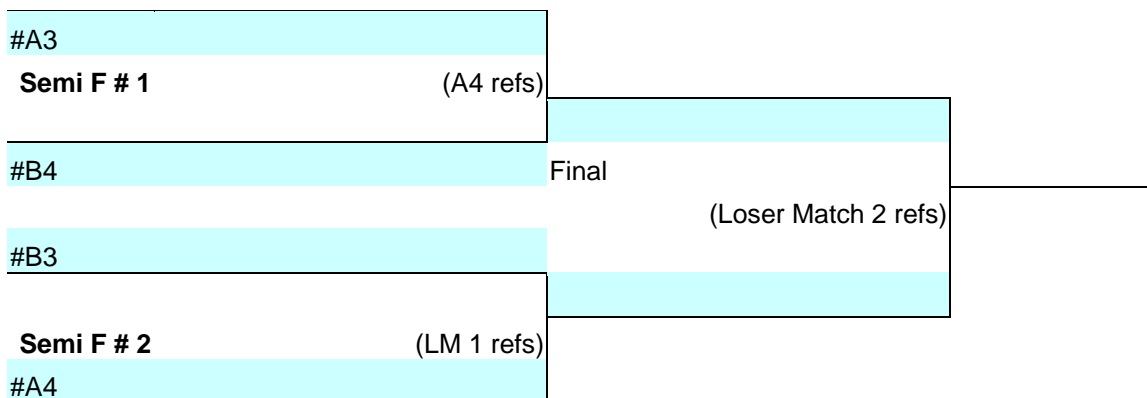 #A3
Semi F # 1 (A4 refs)
#B4 Final
(Loser Match 2 refs)
#B3
Semi F # 2 (LM 1 refs)
#A4